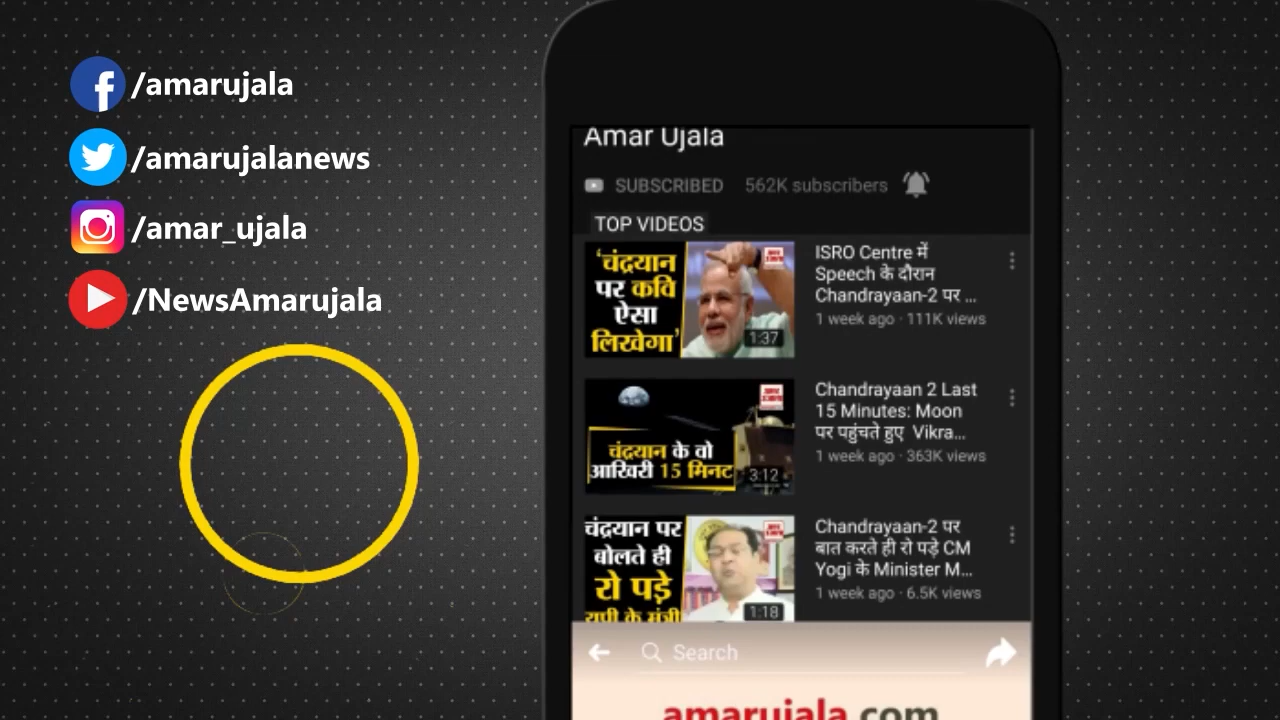 /amarujala
/amarujalanews
/amar_ujala
/NewsAmarujala
Amar Ujala
SUBSCRIBED 562K subscribers
TOP VIDEOS
'चंद्रयान
पर कवि
ऐसा
लिखेगा'
1:37
ISRO Centre में
Speech के दौरान
Chandrayaan-2 पर ...
1 week ago · 111K views
चंद्रयान के वो
आखिरी 15 मिनट
3:12
Chandrayaan 2 Last
15 Minutes: Moon
पर पहुंचते हुए Vikra...
1 week ago · 363K views
चंद्रयान पर
बोलते ही
रो पड़े
यूपी के मंत्री
1:18
Chandrayaan-2 पर
बात करते ही रो पड़े CM
Yogi के Minister M...
1 week ago · 6.5K views
Search
amarujala.com